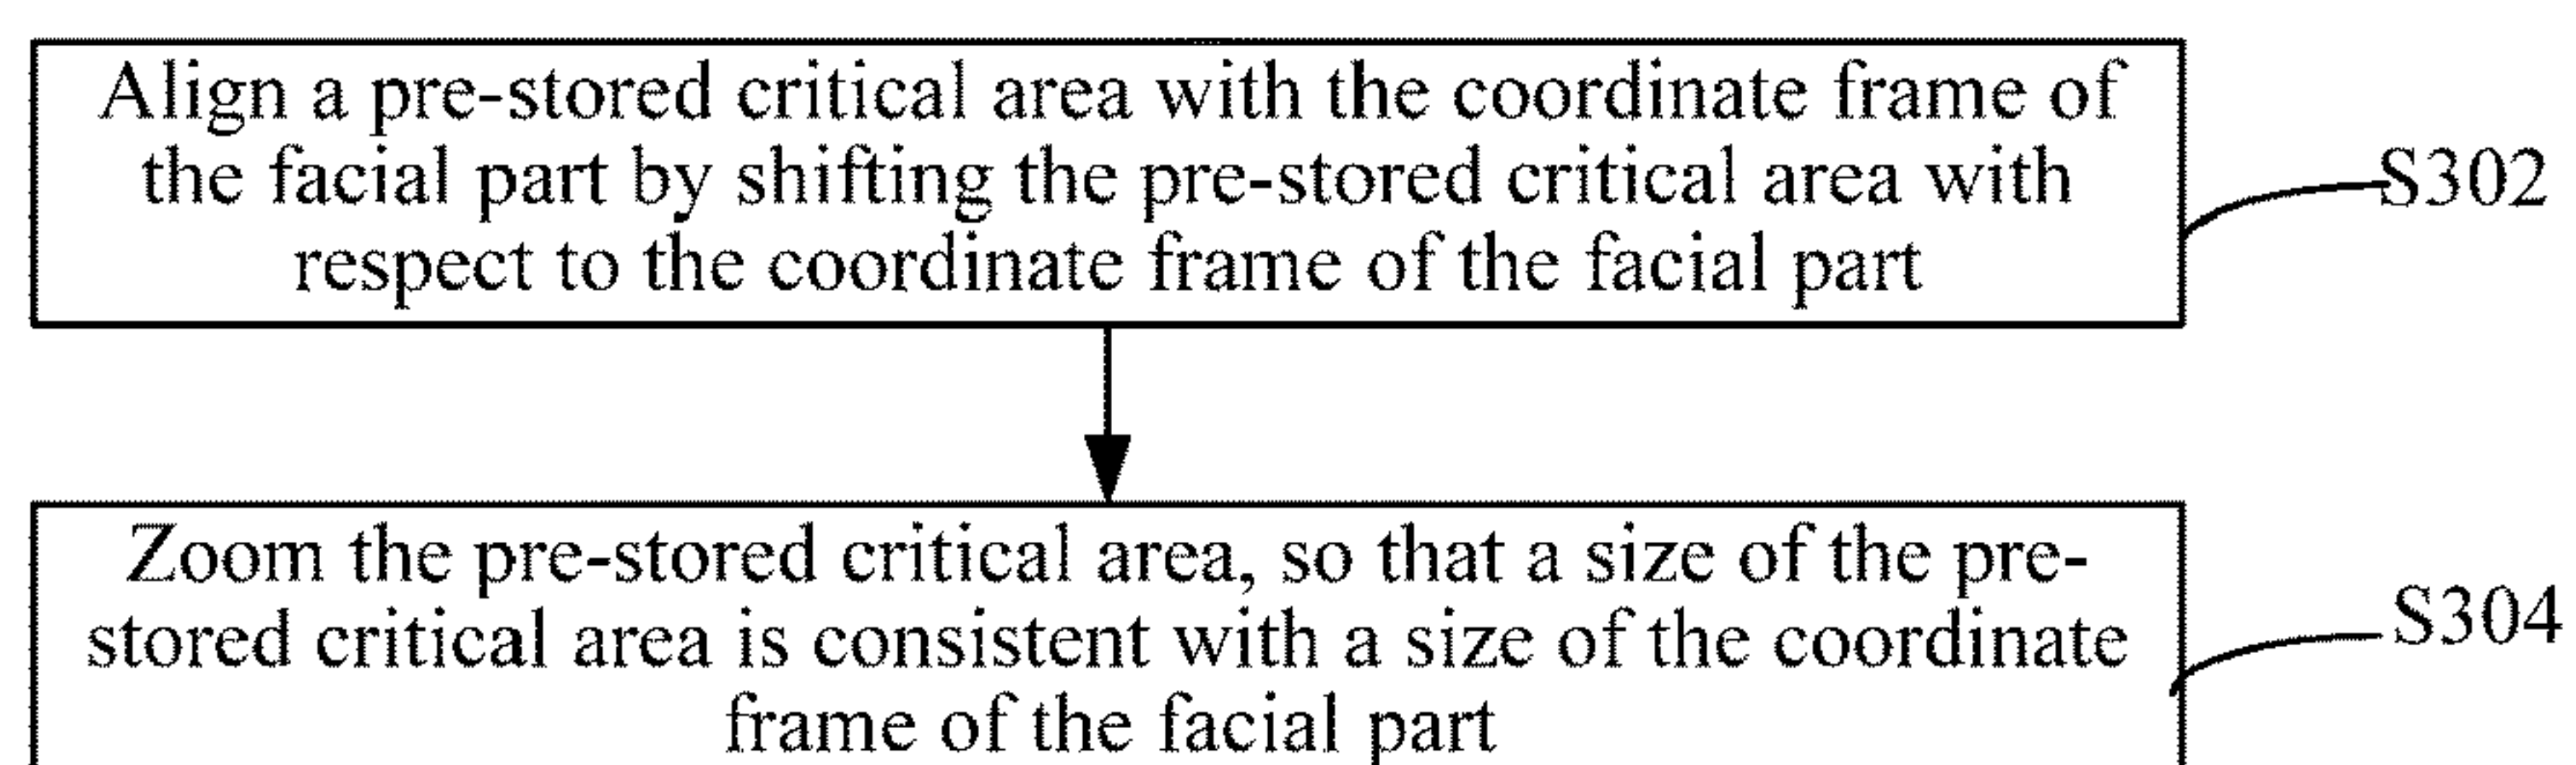 Align a pre-stored critical area with the coordinate frame of
the facial part by shifting the pre-stored critical area with
respect to the coordinate frame of the facial part
S302
Zoom the pre-stored critical area, so that a size of the pre-
stored critical area is consistent with a size of the coordinate
frame of the facial part
S304